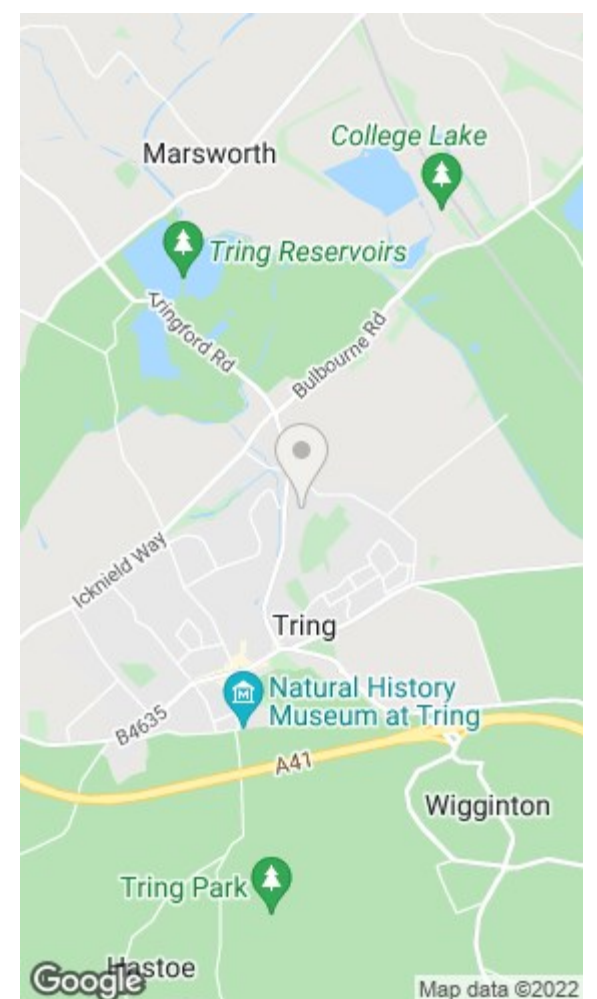 College Lake
Marsworth
Tring Reservoirs
Tringford Rd
Bulbourne Rd
Icknield Way
Tring
Natural History
Museum at Tring
B4635
A41
Wigginton
Tring Park
Hastoe
Google
Map data ©2022